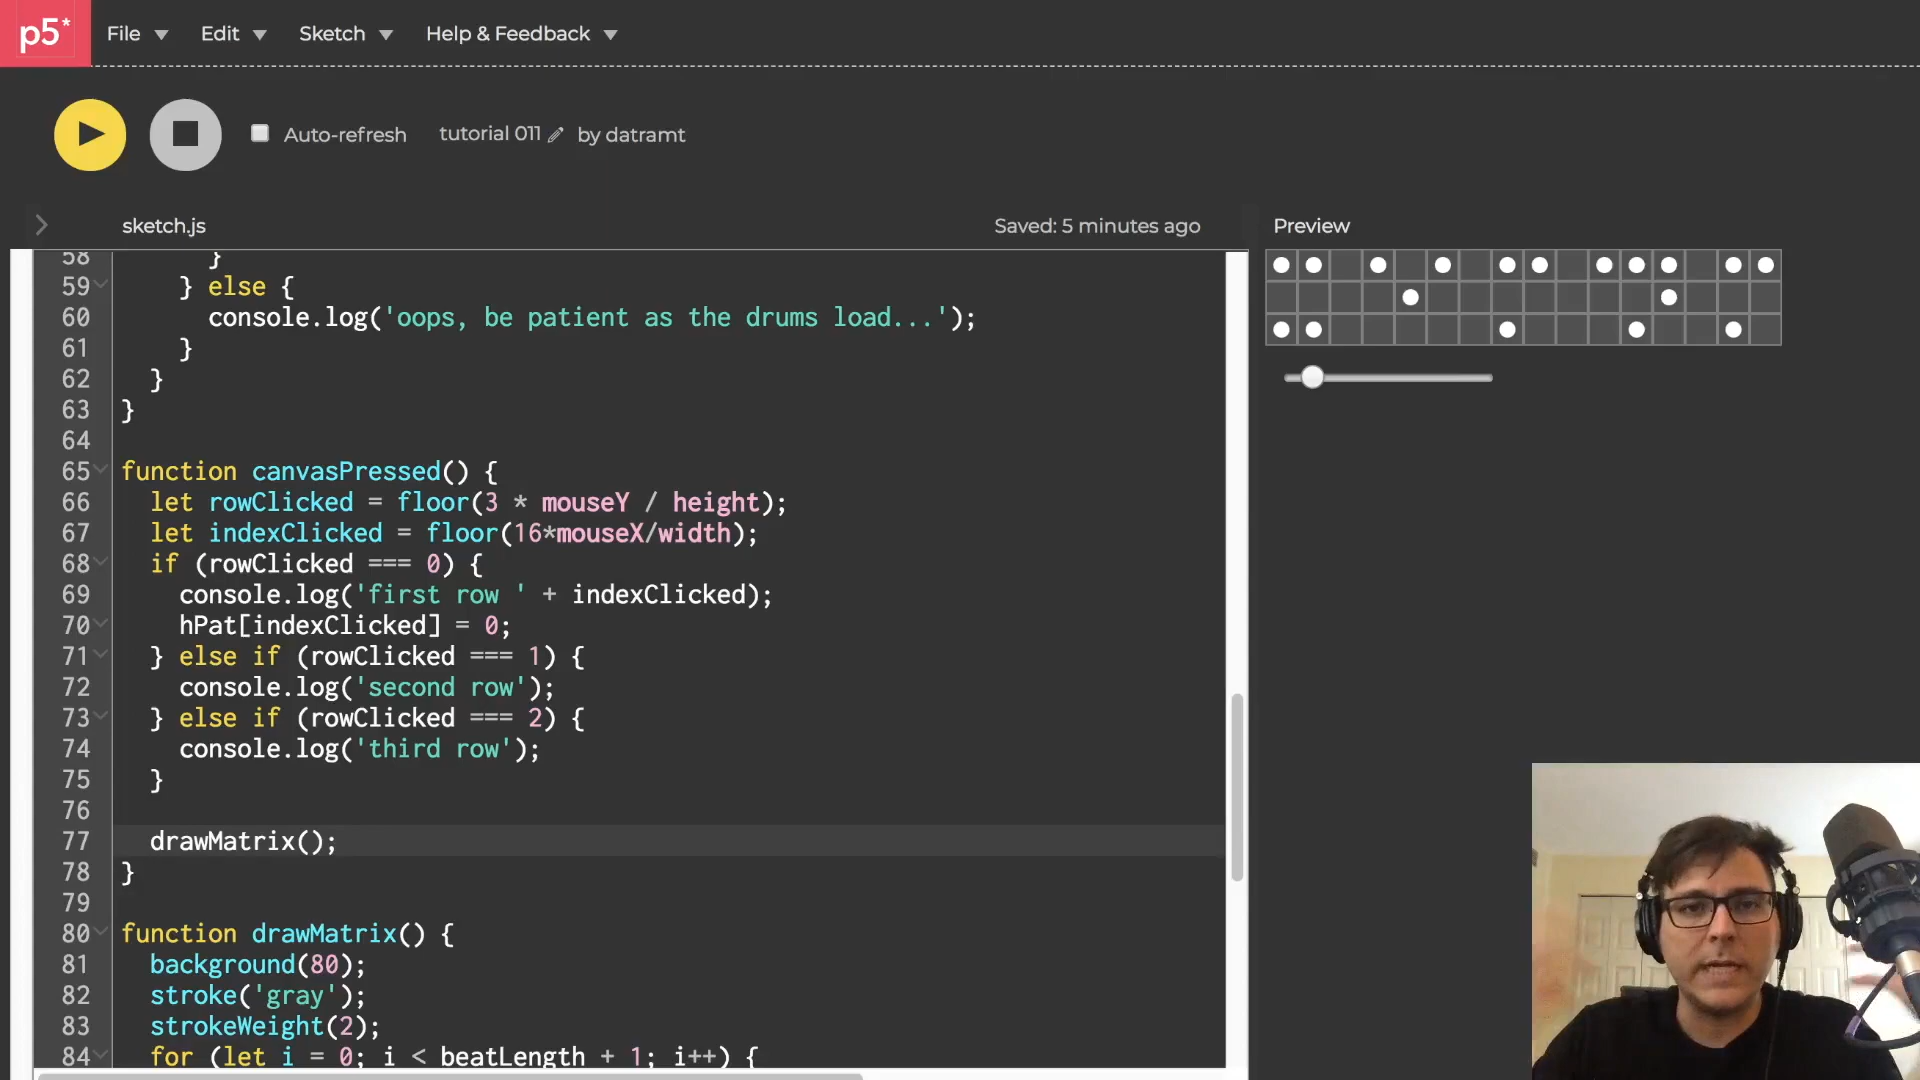 p5*
File Edit Sketch Help & Feedback
Auto-refresh tutorial 011 by datramt
sketch.js Saved: 5 minutes ago Preview
58 }
59 } else {
60 console.log('oops, be patient as the drums load...');
61 }
62 }
63 }
64
65 function canvasPressed() {
66 let rowClicked = floor(3 * mouseY / height);
67 let indexClicked = floor(16*mouseX/width);
68 if (rowClicked === 0) {
69 console.log('first row ' + indexClicked);
70 hPat[indexClicked] = 0;
71 } else if (rowClicked === 1) {
72 console.log('second row');
73 } else if (rowClicked === 2) {
74 console.log('third row');
75 }
76
77 drawMatrix();
78 }
79
80 function drawMatrix() {
81 background(80);
82 stroke('gray');
83 strokeWeight(2);
84 for (let i = 0; i < beatLength + 1; i++) {